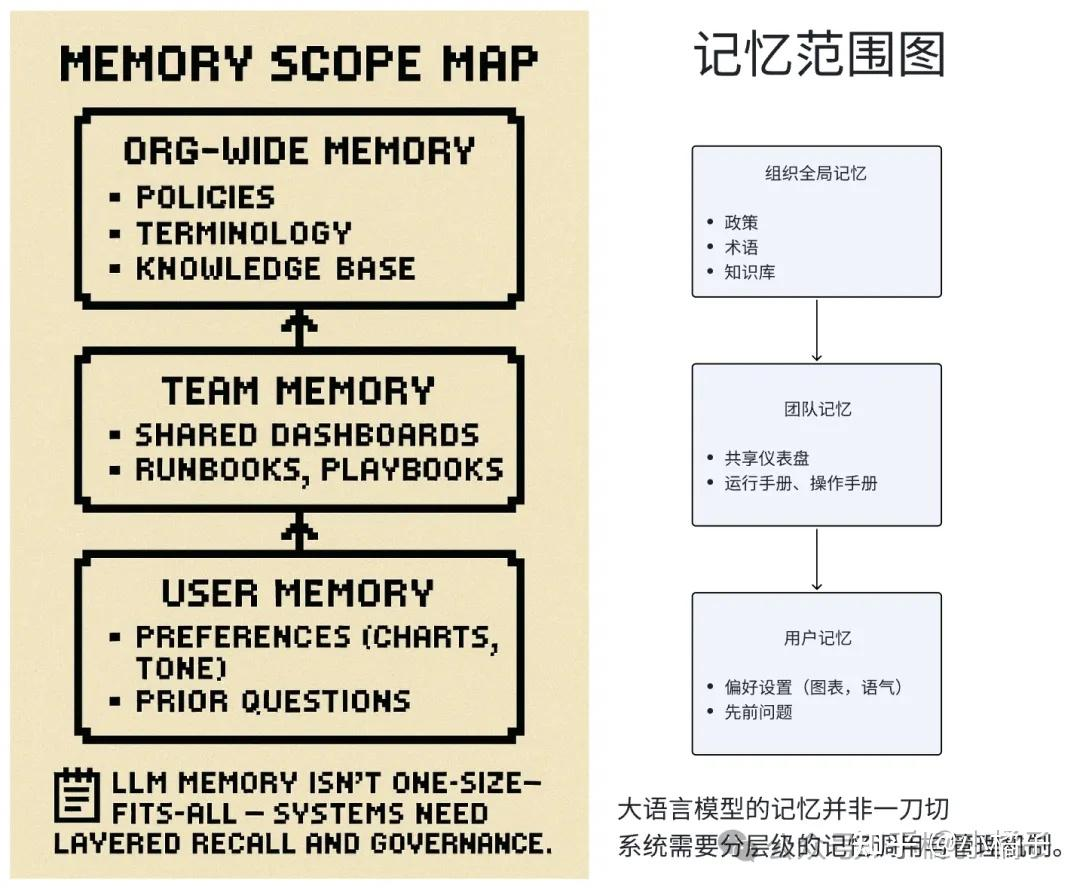 MEMORY SCOPE MAP
ORG-WIDE MEMORY
▪ POLICIES
▪ TERMINOLOGY
▪ KNOWLEDGE BASE
TEAM MEMORY
▪ SHARED DASHBOARDS
▪ RUNBOOKS, PLAYBOOKS
USER MEMORY
▪ PREFERENCES (CHARTS,
TONE)
▪ PRIOR QUESTIONS
LLM MEMORY ISN'T ONE-SIZE–
FITS-ALL – SYSTEMS NEED
LAYERED RECALL AND GOVERNANCE.
记忆范围图
组织全局记忆
• 政策
• 术语
• 知识库
团队记忆
• 共享仪表盘
• 运行手册、操作手册
用户记忆
• 偏好设置（图表，语气）
• 先前问题
大语言模型的记忆并非一刀切
系统需要分层级的记忆调用与管理机制。